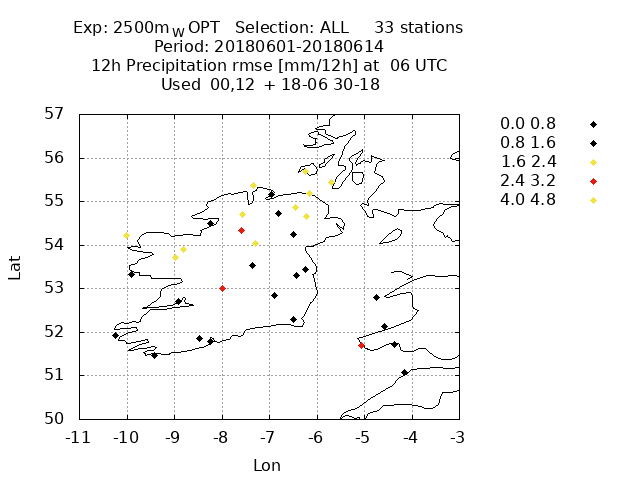 Exp: 2500m_W OPT   Selection: ALL     33 stations
Period: 20180601-20180614
12h Precipitation rmse [mm/12h] at  06 UTC
Used  00,12  + 18-06 30-18
57
56
55
54
53
52
51
50
-11 -10 -9 -8 -7 -6 -5 -4 -3
Lat
Lon
0.0 0.8
0.8 1.6
1.6 2.4
2.4 3.2
4.0 4.8